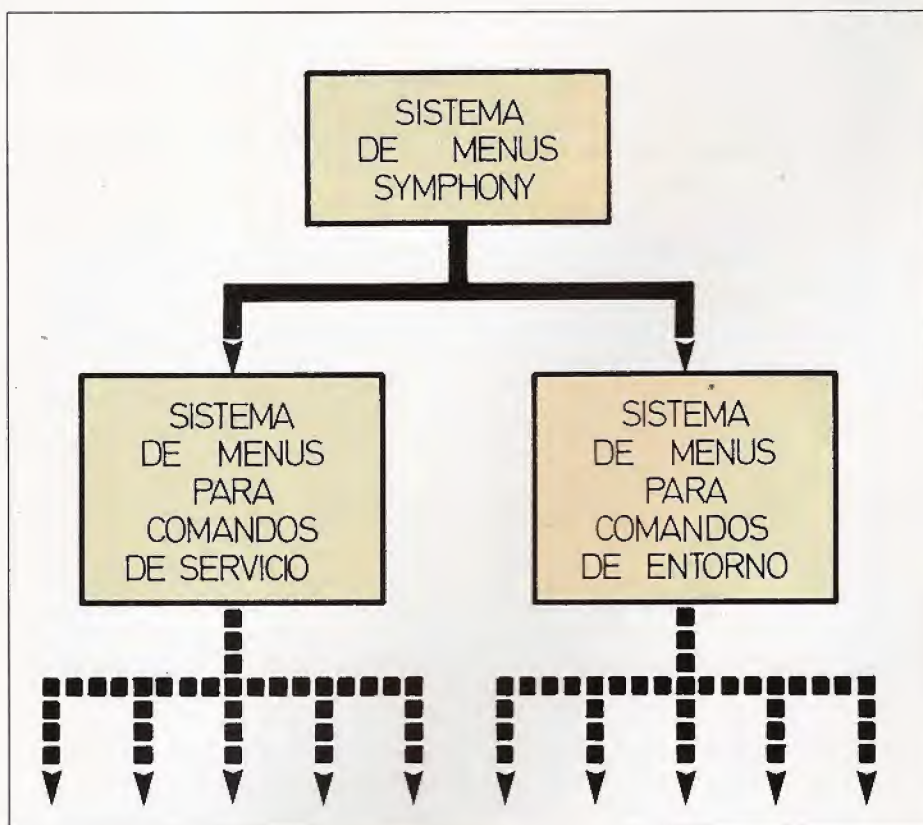 SISTEMA
DE MENUS
SYMPHONY
SISTEMA
DE MENUS
PARA
COMANDOS
DE SERVICIO
SISTEMA
DE MENUS
PARA
COMANDOS
DE ENTORNO